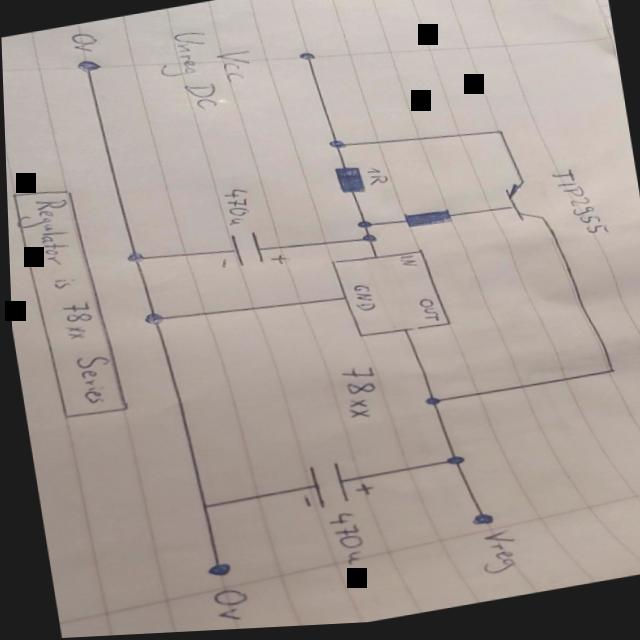 TIP2955
Vcc
Unreg DC
1R
IN
OUT
GND
78xx
470u
+
-
+
-
470u
Vreg
0v
0v
Regulator is 78xx Series